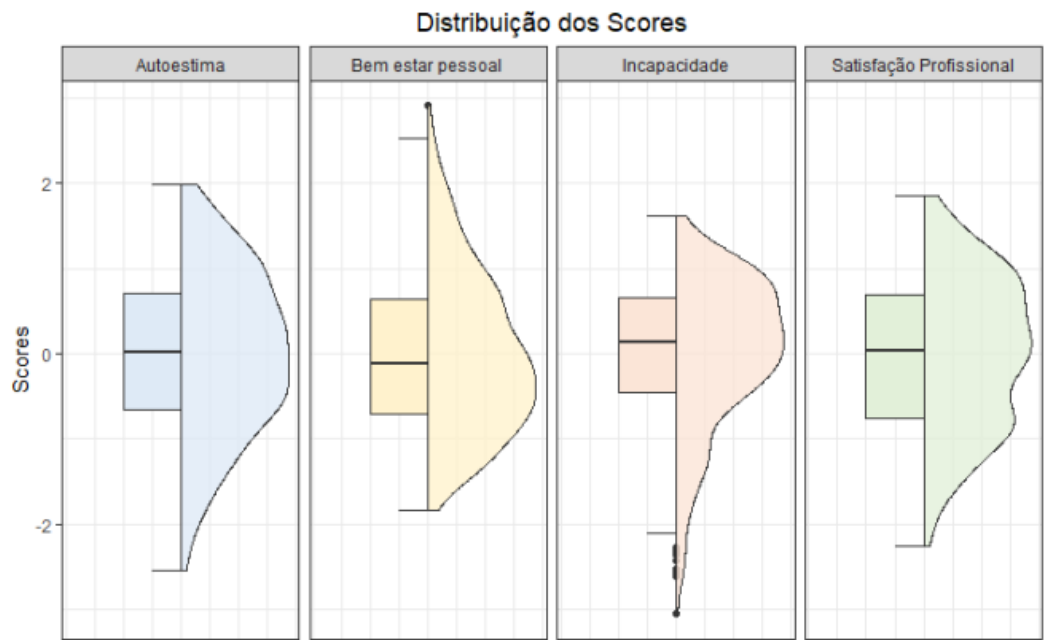 Distribuição dos Scores
Autoestima
Bem estar pessoal
Incapacidade
Satisfação Profissional
Scores
2
0
-2